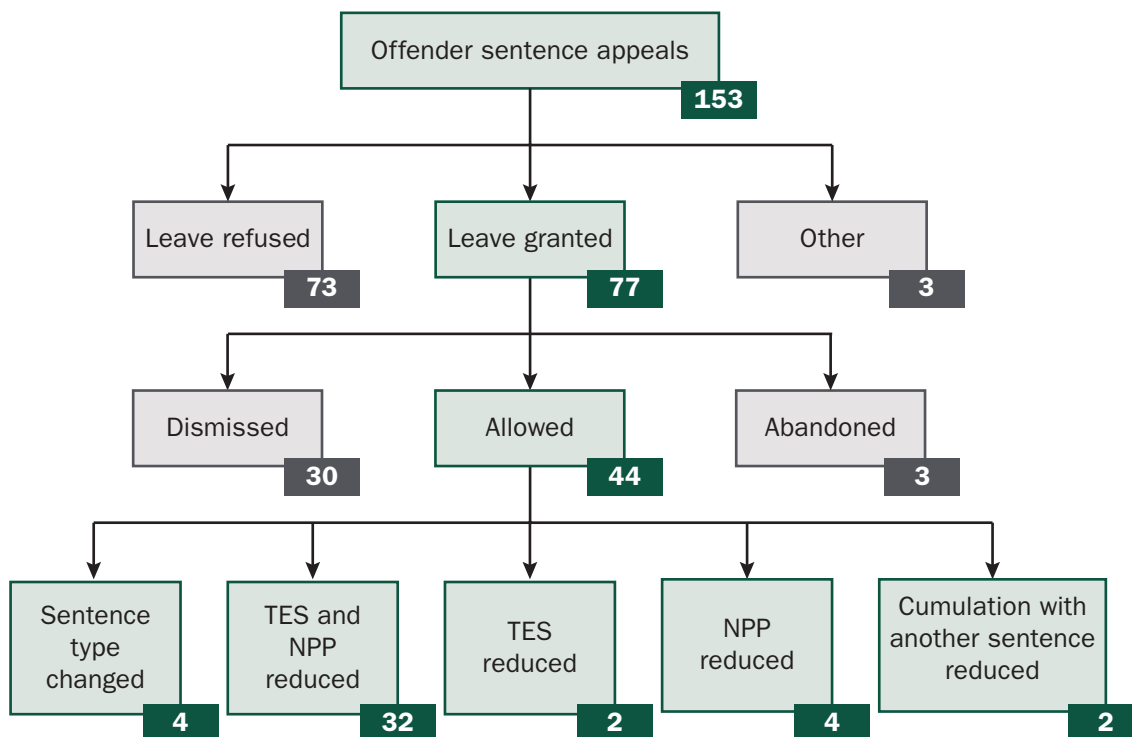 Offender sentence appeals
153
Leave refused
73
Leave granted
77
Other
3
Dismissed
30
Allowed
44
Abandoned
3
Sentence
type
changed
4
TES and
NPP
reduced
32
TES
reduced
2
NPP
reduced
4
Cumulation with
another sentence
reduced
2